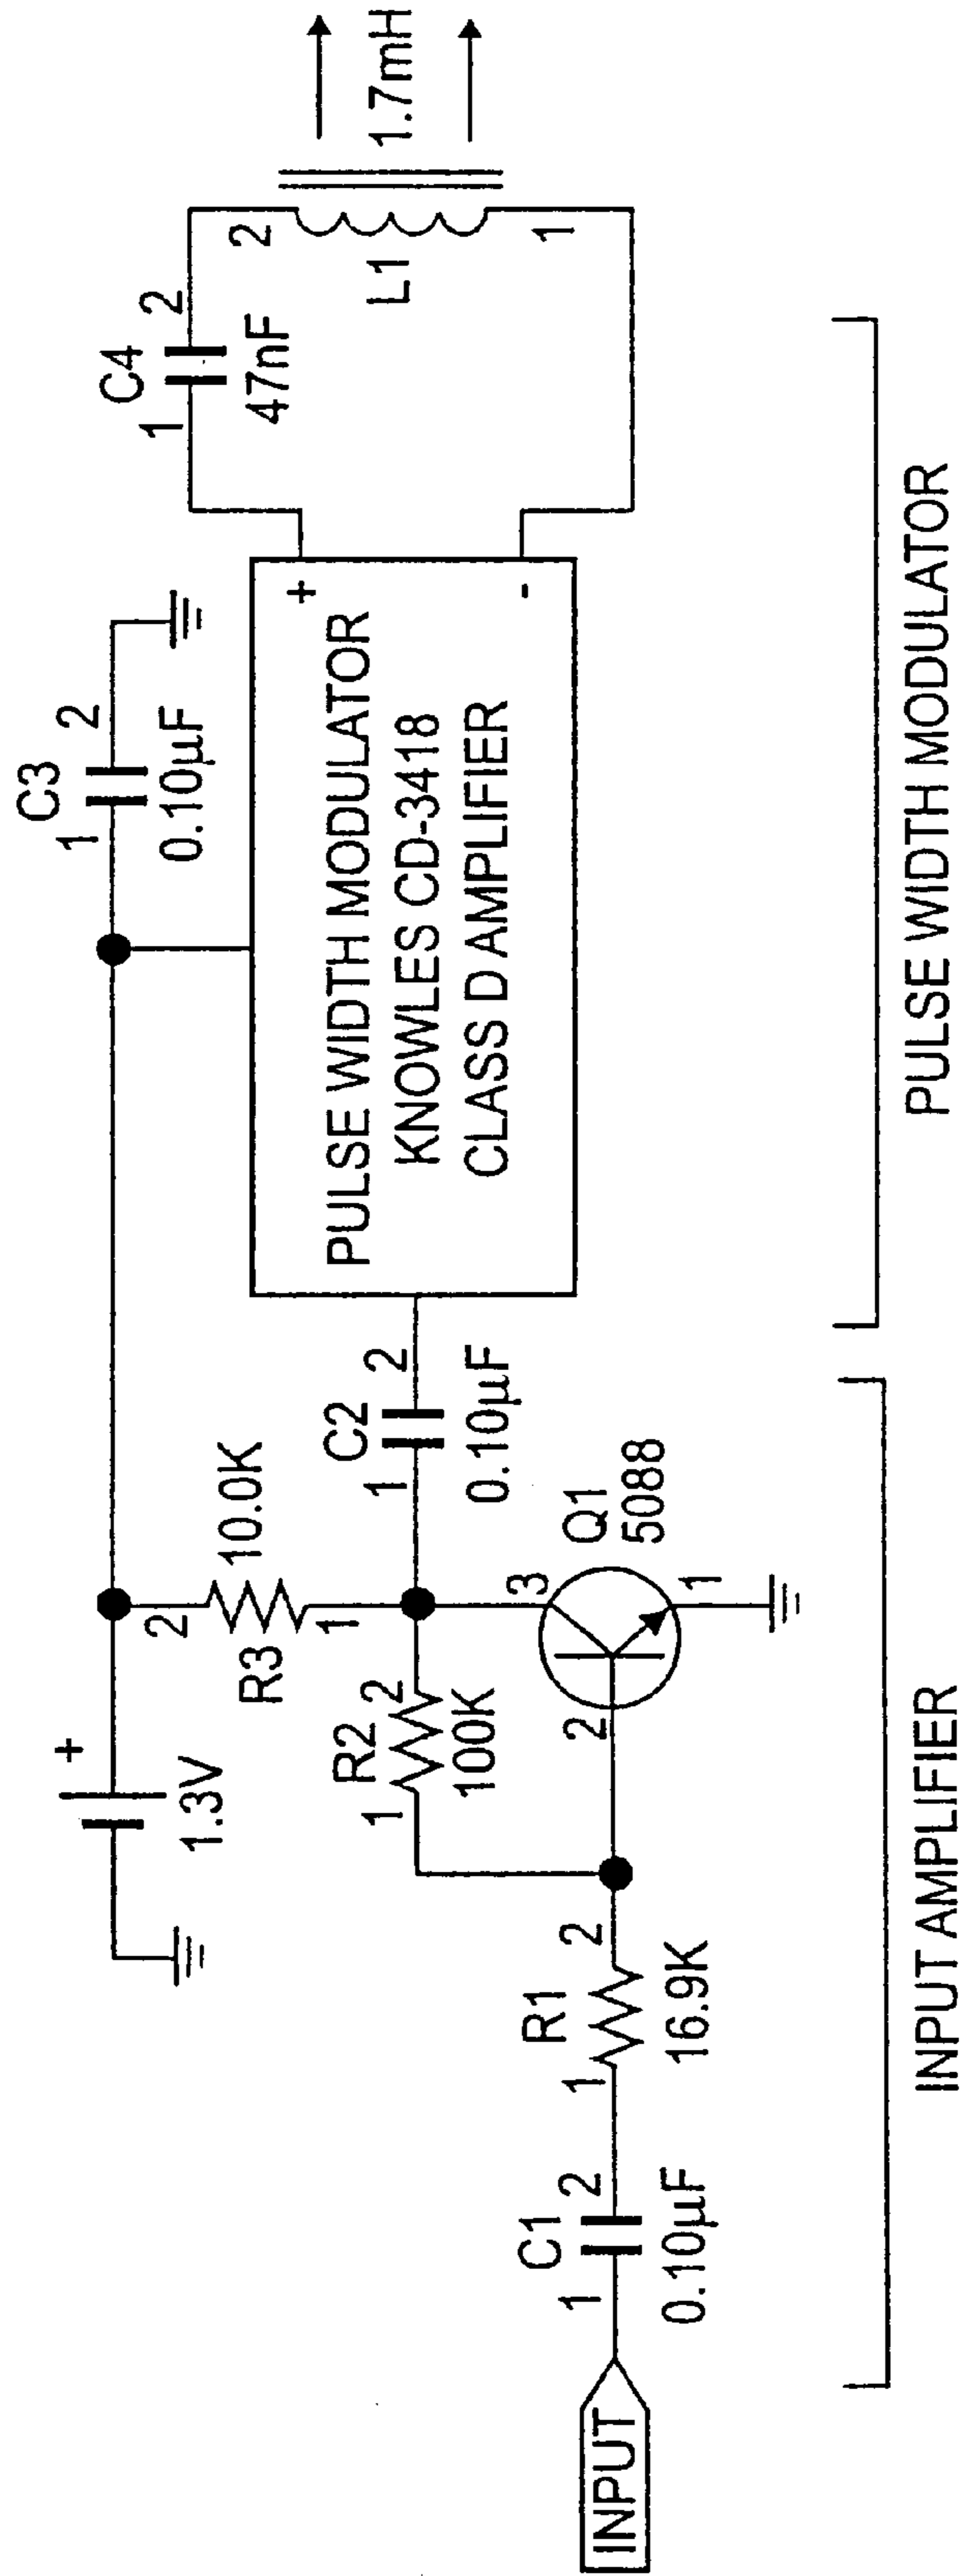 +
1.3V
C3
1 2
0.10µF
C4
1 2
47nF
2
L1
1.7mH
1
2
R3
10.0K
1
R2
1 2
100K
C2
1 2
0.10µF
PULSE WIDTH MODULATOR
KNOWLES CD-3418
CLASS D AMPLIFIER
+
-
INPUT
C1
1 2
0.10µF
R1
1 2
16.9K
2
3
Q1
5088
1
INPUT AMPLIFIER
PULSE WIDTH MODULATOR